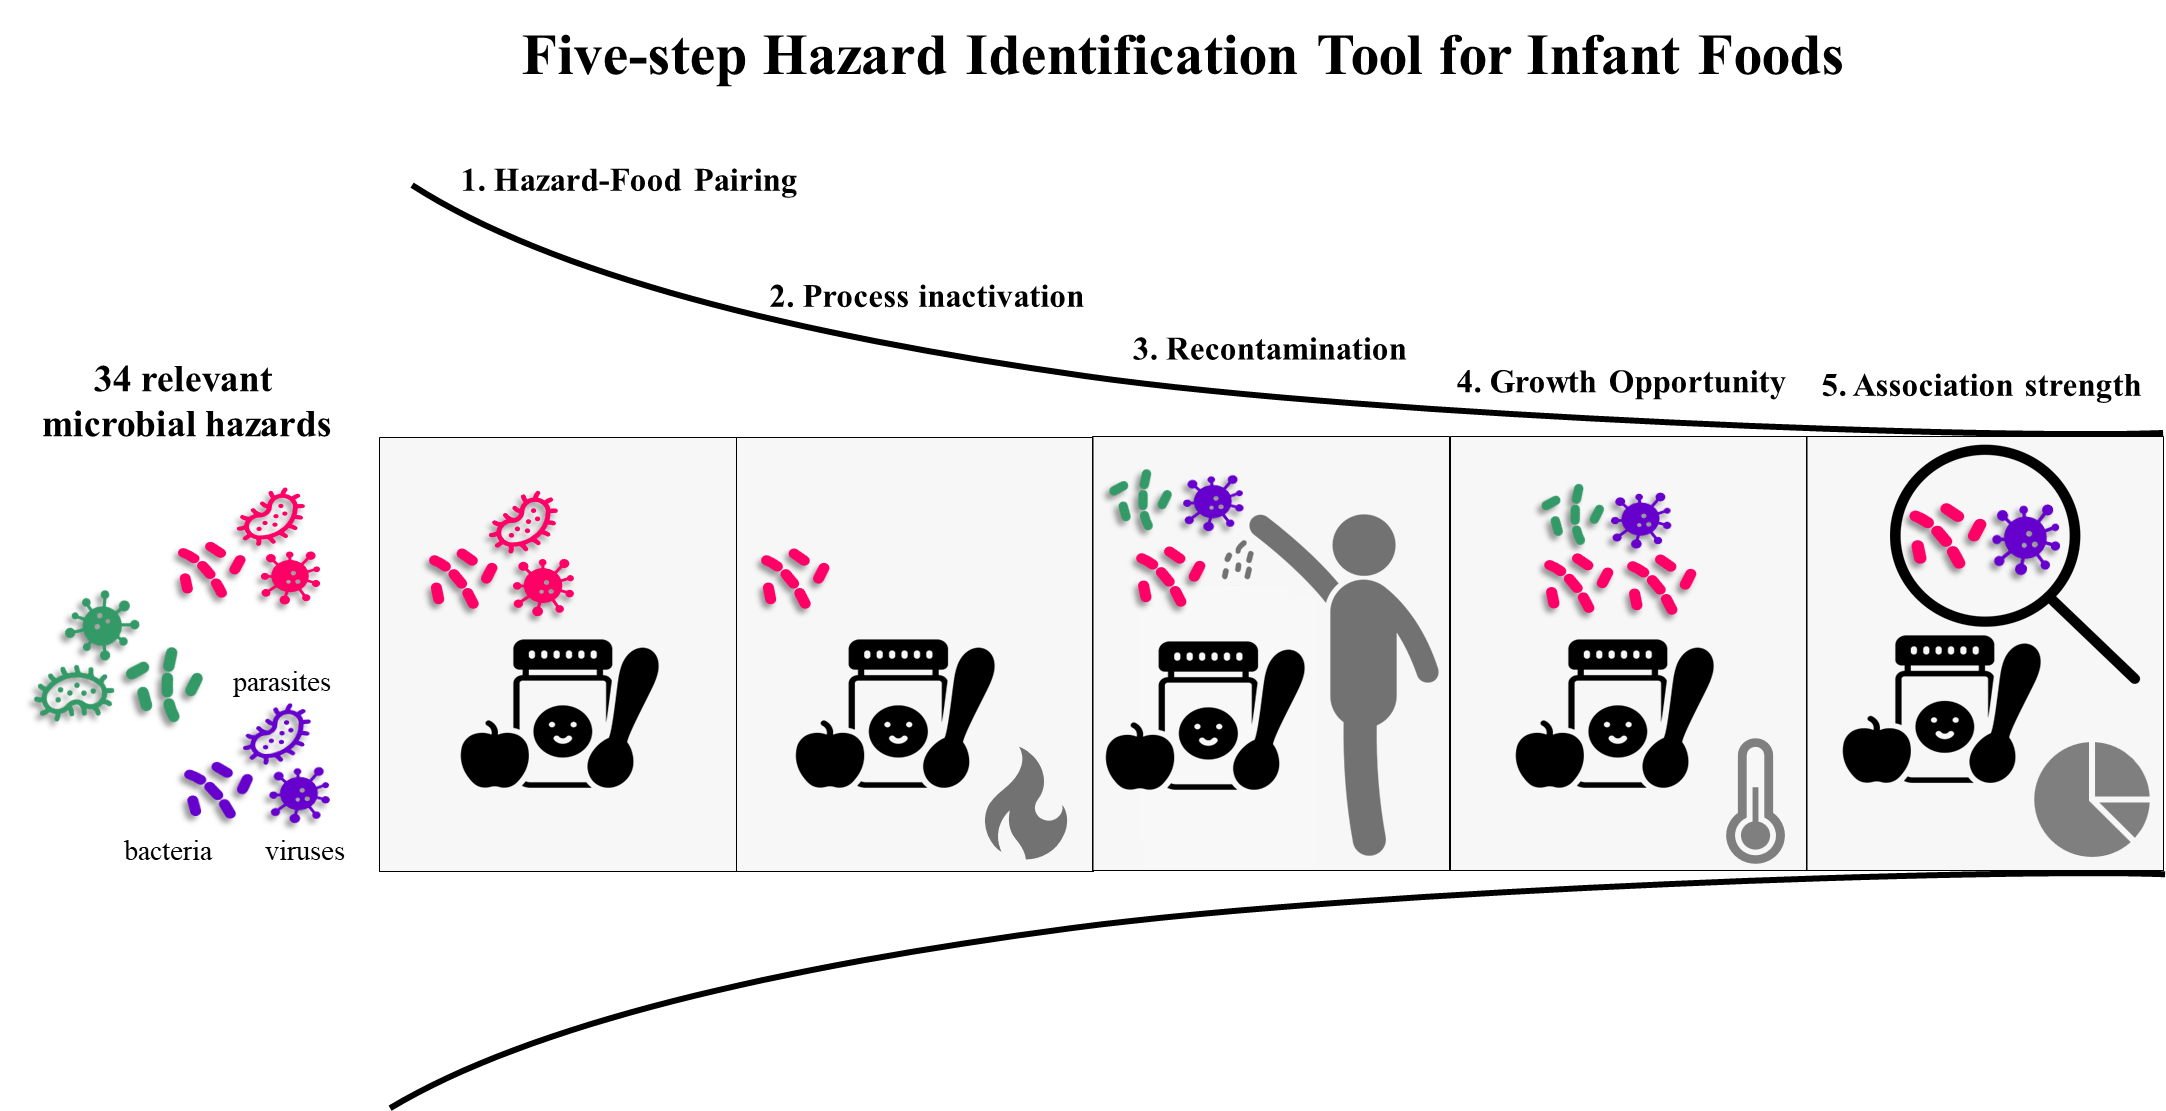 Five-step Hazard Identification Tool for Infant Foods
1. Hazard-Food Pairing
2. Process inactivation
3. Recontamination
4. Growth Opportunity
5. Association strength
34 relevant
microbial hazards
parasites
bacteria
viruses